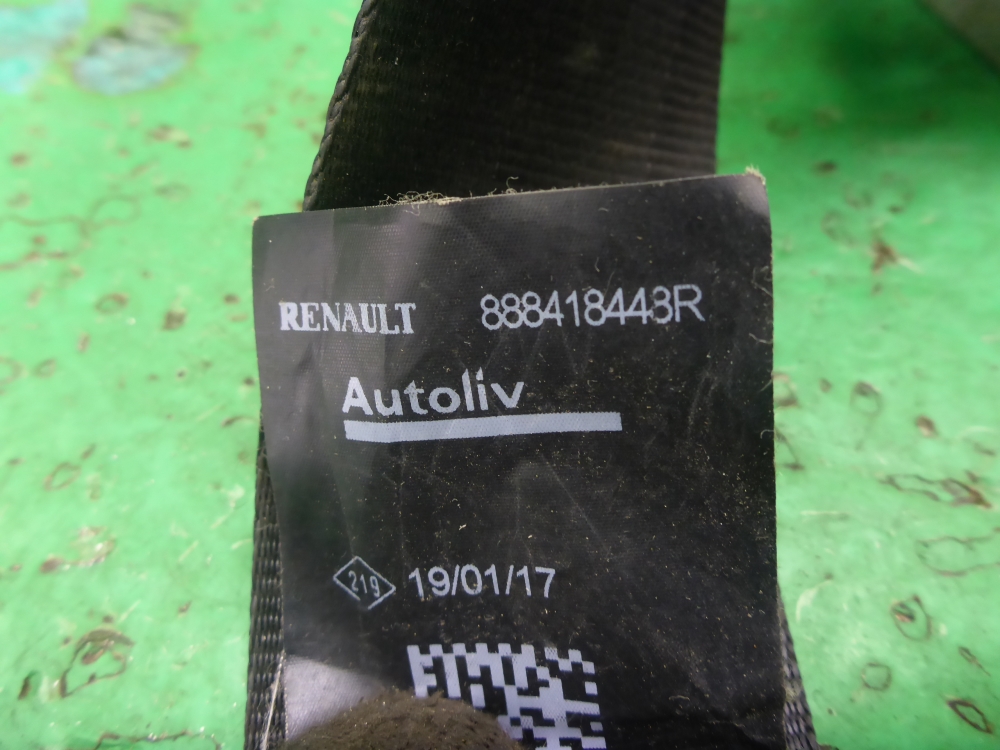 RENAULT 888418443R
Autoliv
219 19/01/17